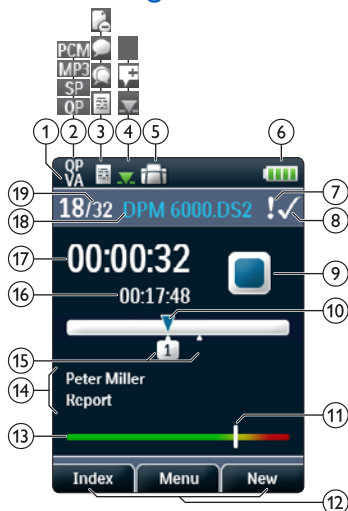 PCM
MP3
SP
QP
1 2 3 4 5 6
QP
VA
19
7
18/32 DPM 6000.DS2 !
18
8
17
00:00:32
9
16
00:17:48
10
15
1
14
Peter Miller
Report
11
13
Index Menu New
12